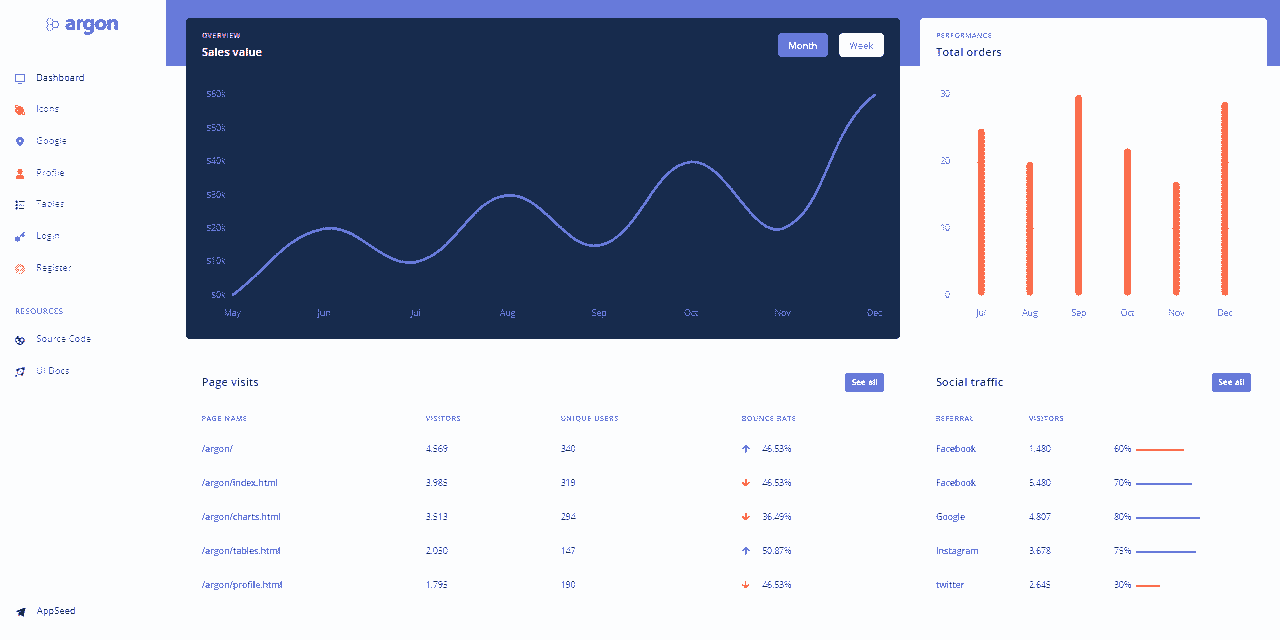 argon
Dashboard
Icons
Google
Profile
Tables
Login
Register
RESOURCES
Source Code
UI Docs
AppSeed
OVERVIEW
Sales value
Month
Week
$60k
$50k
$40k
$30k
$20k
$10k
$0k
May Jun Jul Aug Sep Oct Nov Dec
PERFORMANCE
Total orders
30
20
10
0
Jul Aug Sep Oct Nov Dec
Page visits
See all
PAGE NAME VISITORS UNIQUE USERS BOUNCE RATE
/argon/ 4,569 340 46,53%
/argon/index.html 3,985 319 46,53%
/argon/charts.html 3,513 294 36,49%
/argon/tables.html 2,050 147 50,87%
/argon/profile.html 1,795 190 46,53%
Social traffic
See all
REFERRAL VISITORS
Facebook 1,480 60%
Facebook 5,480 70%
Google 4,807 80%
Instagram 3,678 75%
twitter 2,645 30%